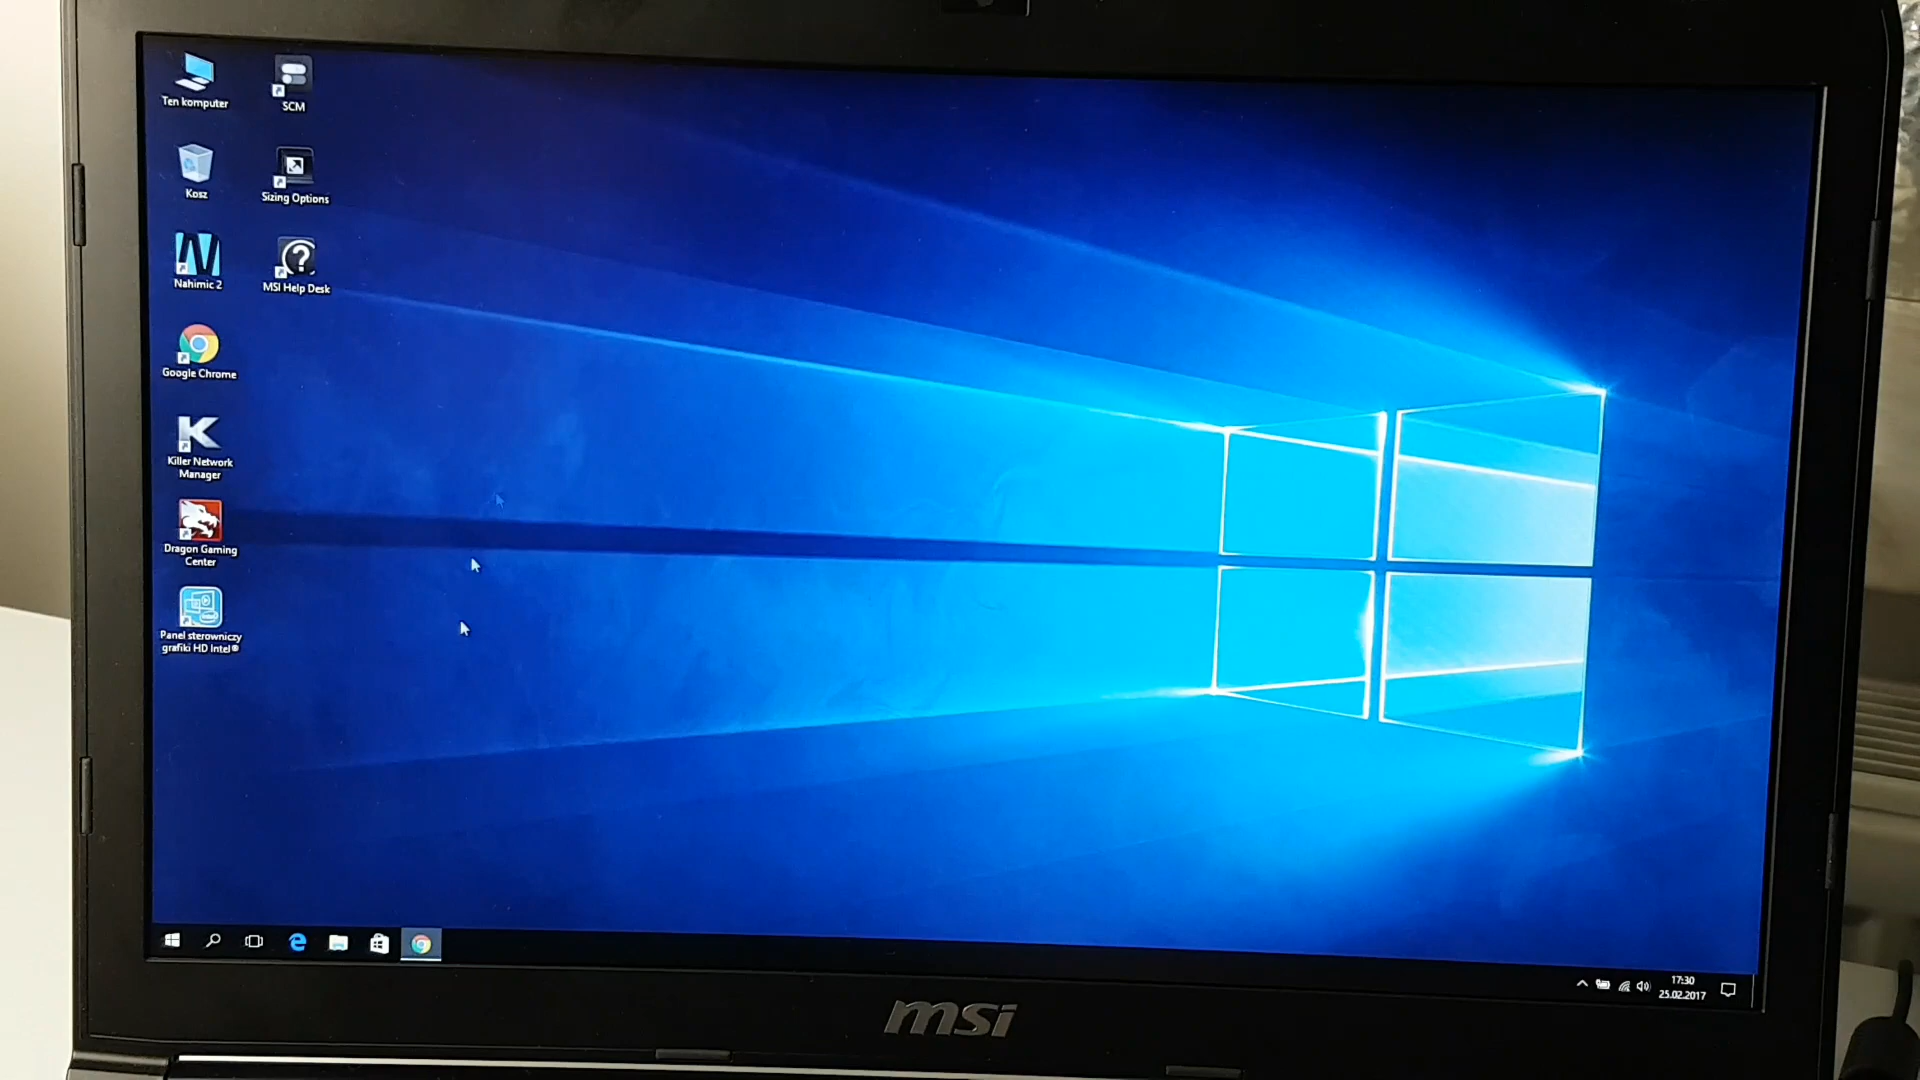 Ten komputer
SCM
Kosz
Sizing Options
Nahimic 2
MSI Help Desk
Google Chrome
Killer Network
Manager
Dragon Gaming
Center
Panel sterowniczy
grafiki HD Intel®
17:30
25.02.2017
msi